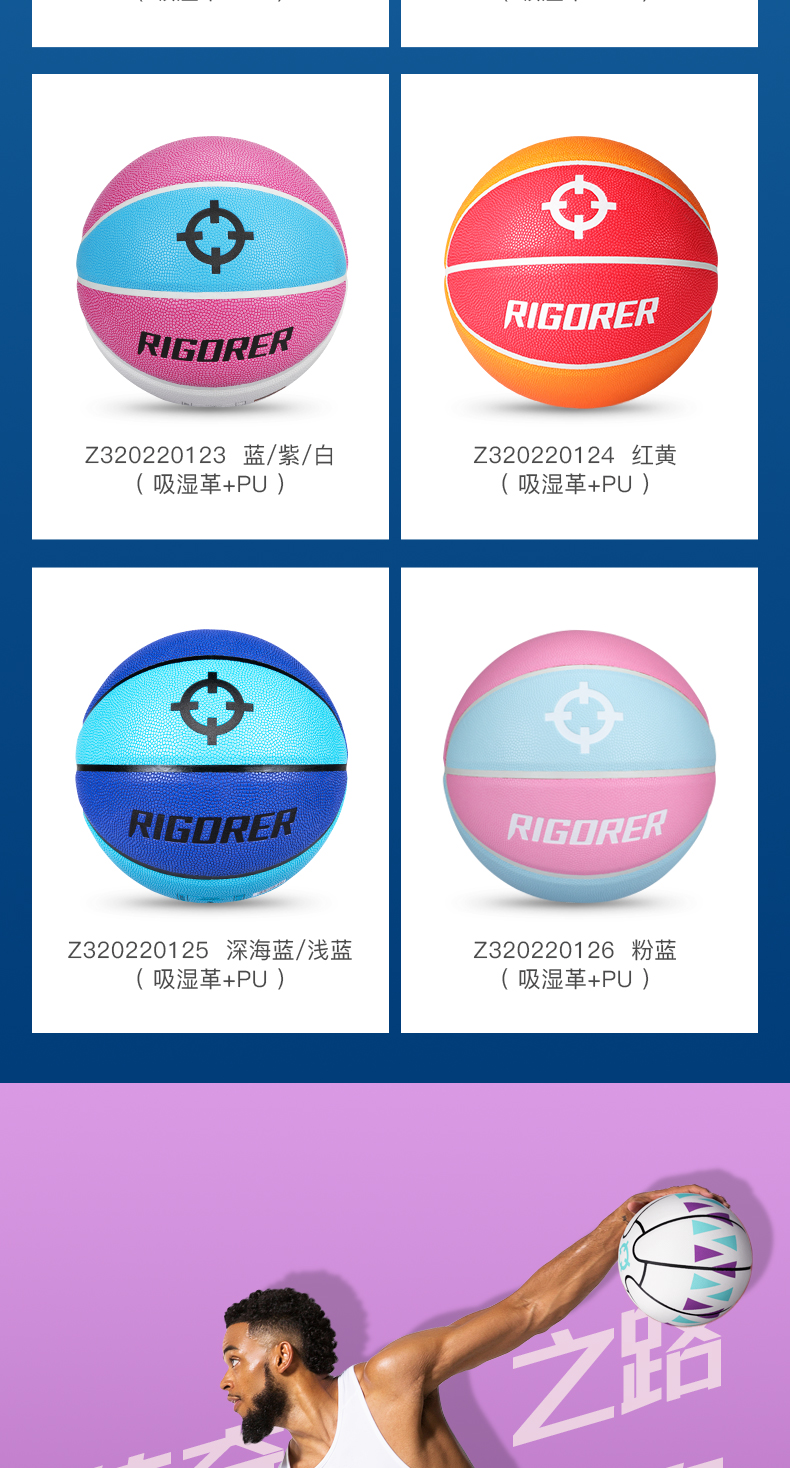 RIGORER
Z320220123 蓝/紫/白
( 吸湿革+PU )
RIGORER
Z320220124 红黄
( 吸湿革+PU )
RIGORER
Z320220125 深海蓝/浅蓝
( 吸湿革+PU )
RIGORER
Z320220126 粉蓝
( 吸湿革+PU )
之路